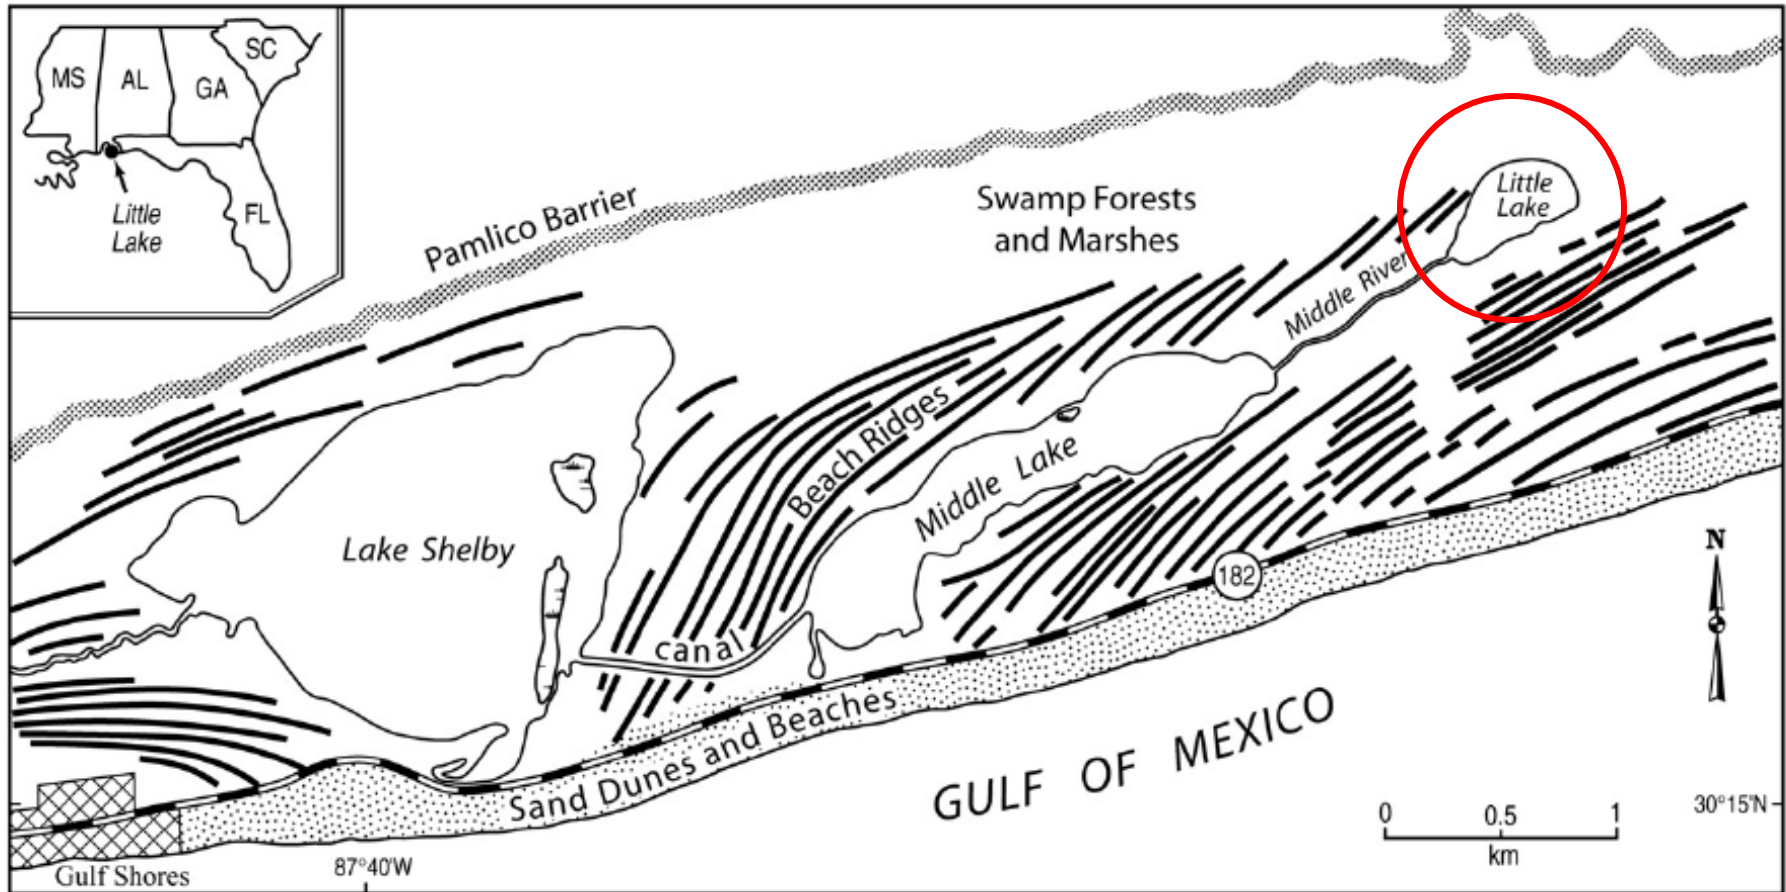 MS
AL
GA
SC
FL
Little
Lake
Pamlico Barrier
Swamp Forests
and Marshes
Little
Lake
Middle River
Beach Ridges
Middle Lake
Lake Shelby
canal
182
Sand Dunes and Beaches
GULF OF MEXICO
N
0 0.5 1
km
30°15'N
87°40'W
Gulf Shores